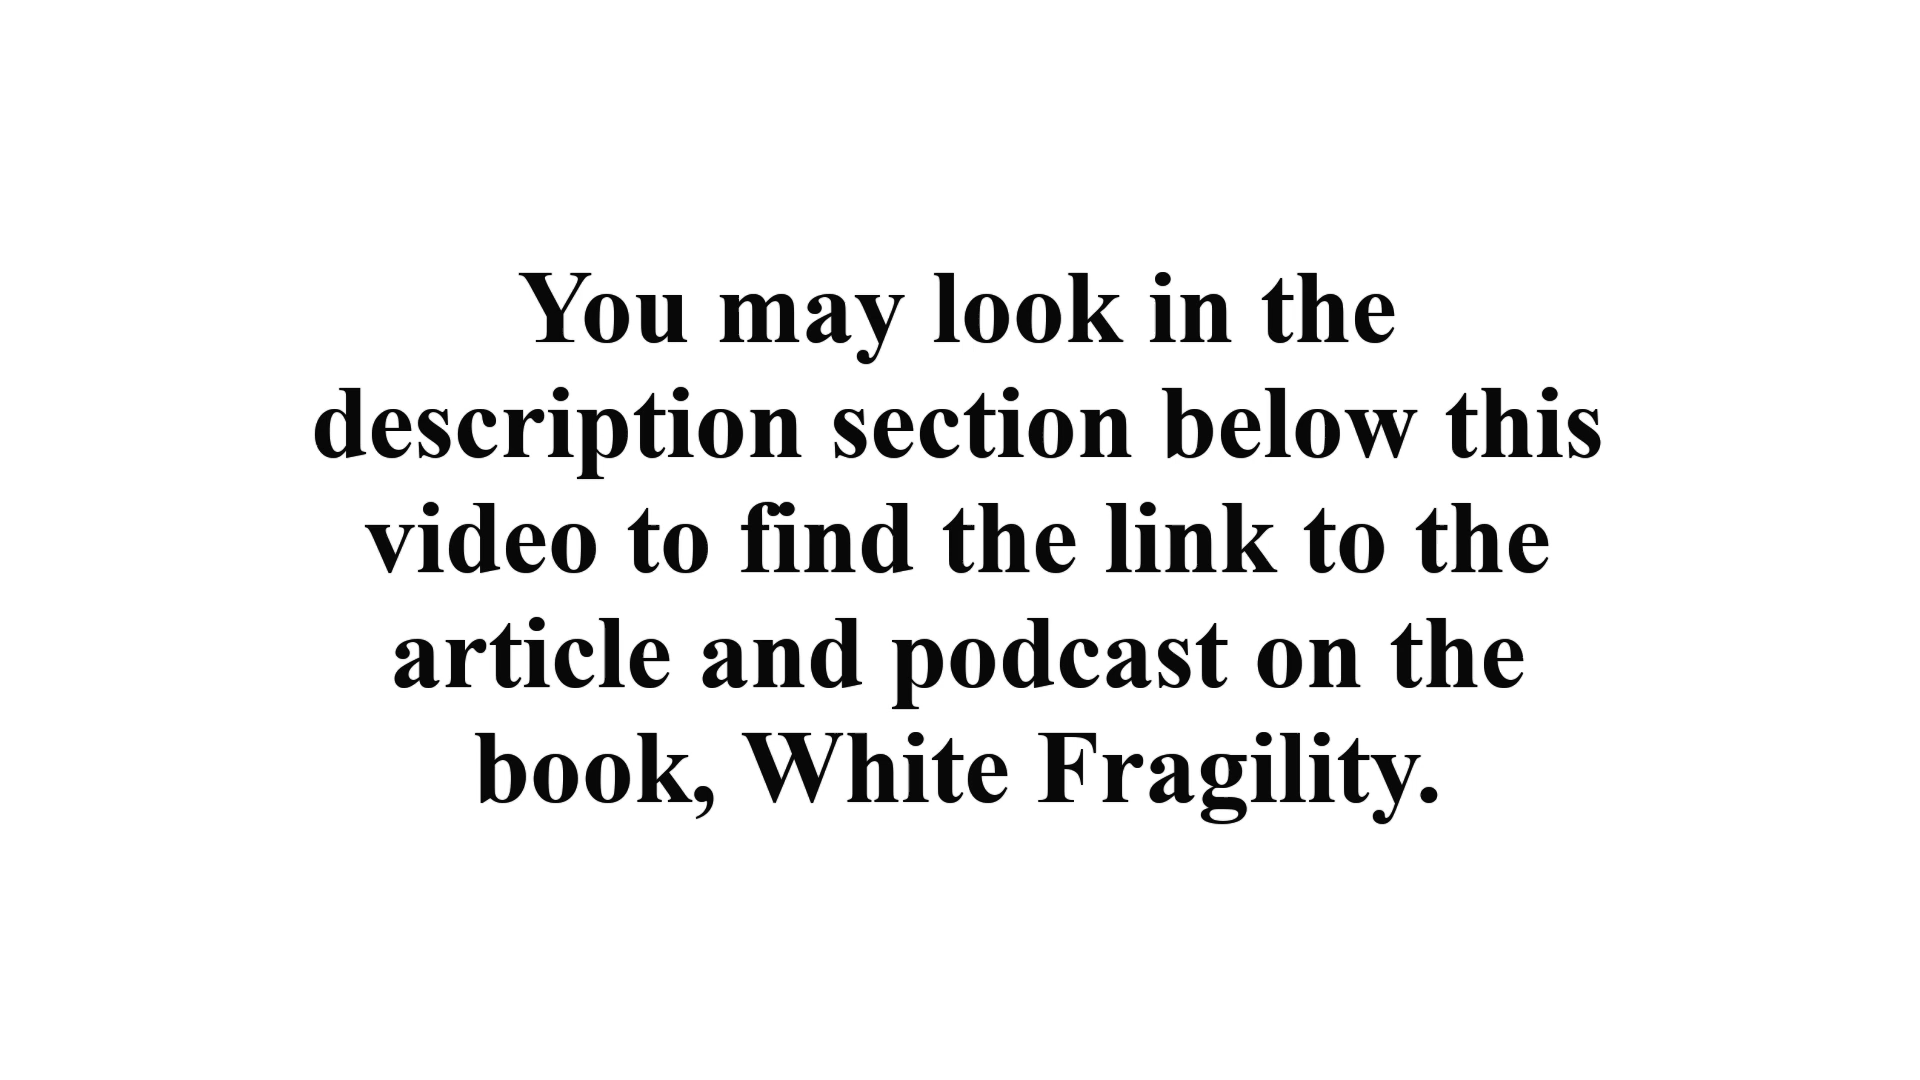 You may look in the
description section below this
video to find the link to the
article and podcast on the
book, White Fragility.